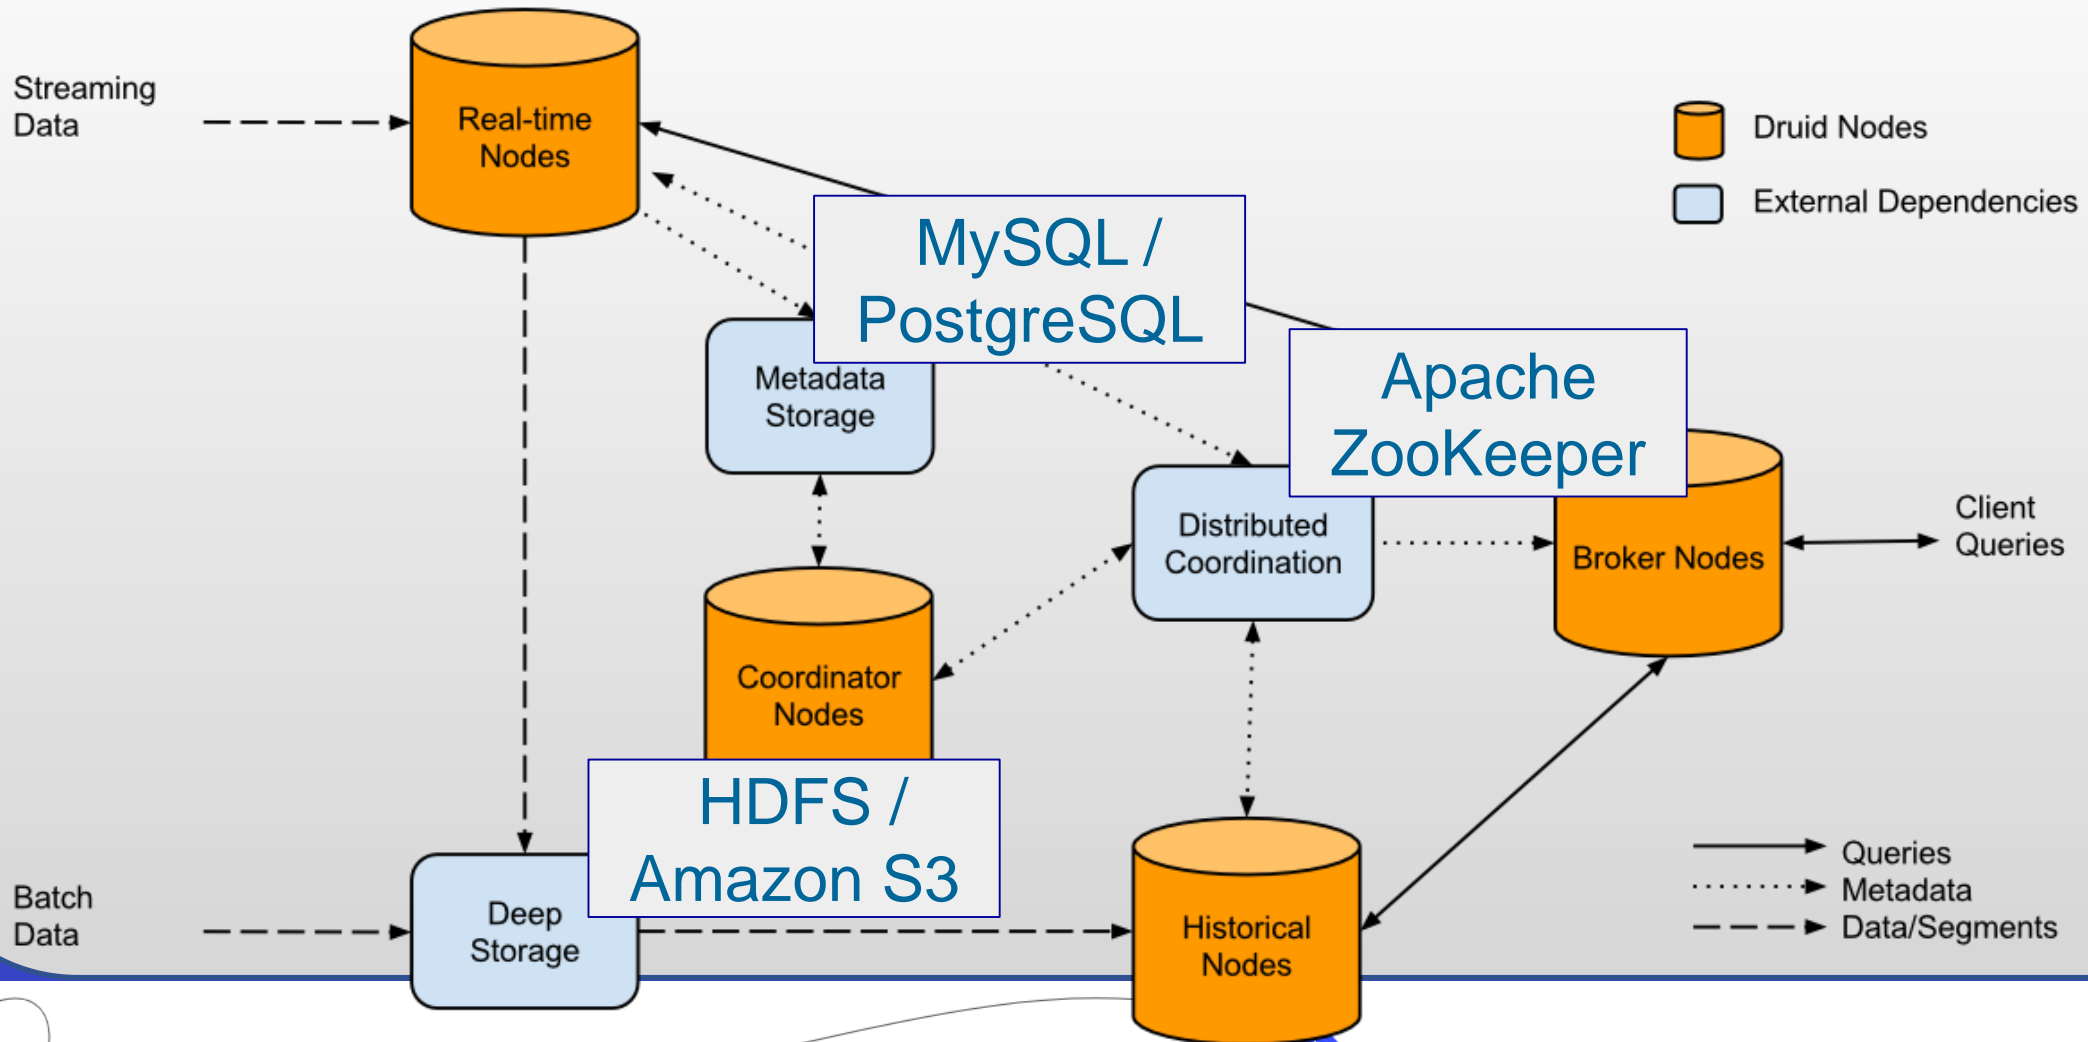 Streaming
Data
Real-time
Nodes
Druid Nodes
External Dependencies
MySQL /
PostgreSQL
Metadata
Storage
Apache
ZooKeeper
Distributed
Coordination
Broker Nodes
Client
Queries
Coordinator
Nodes
HDFS /
Amazon S3
Batch
Data
Deep
Storage
Historical
Nodes
Queries
Metadata
Data/Segments